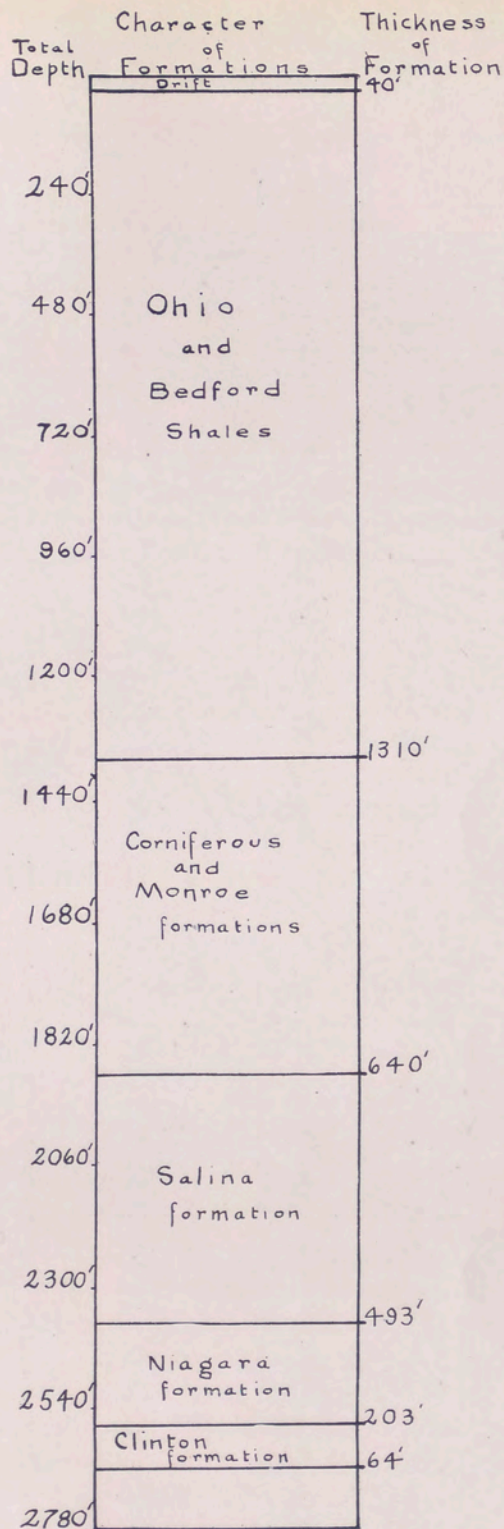 Total
Depth
Character
of
Formations
Thickness
of
Formation
Drift
40'
240'
480'
Ohio
and
Bedford
Shales
720'
960'
1200'
1310'
1440'
Corniferous
and
Monroe
formations
1680'
1820'
640'
2060'
Salina
formation
2300'
493'
Niagara
formation
2540'
203'
Clinton
formation
64'
2780'